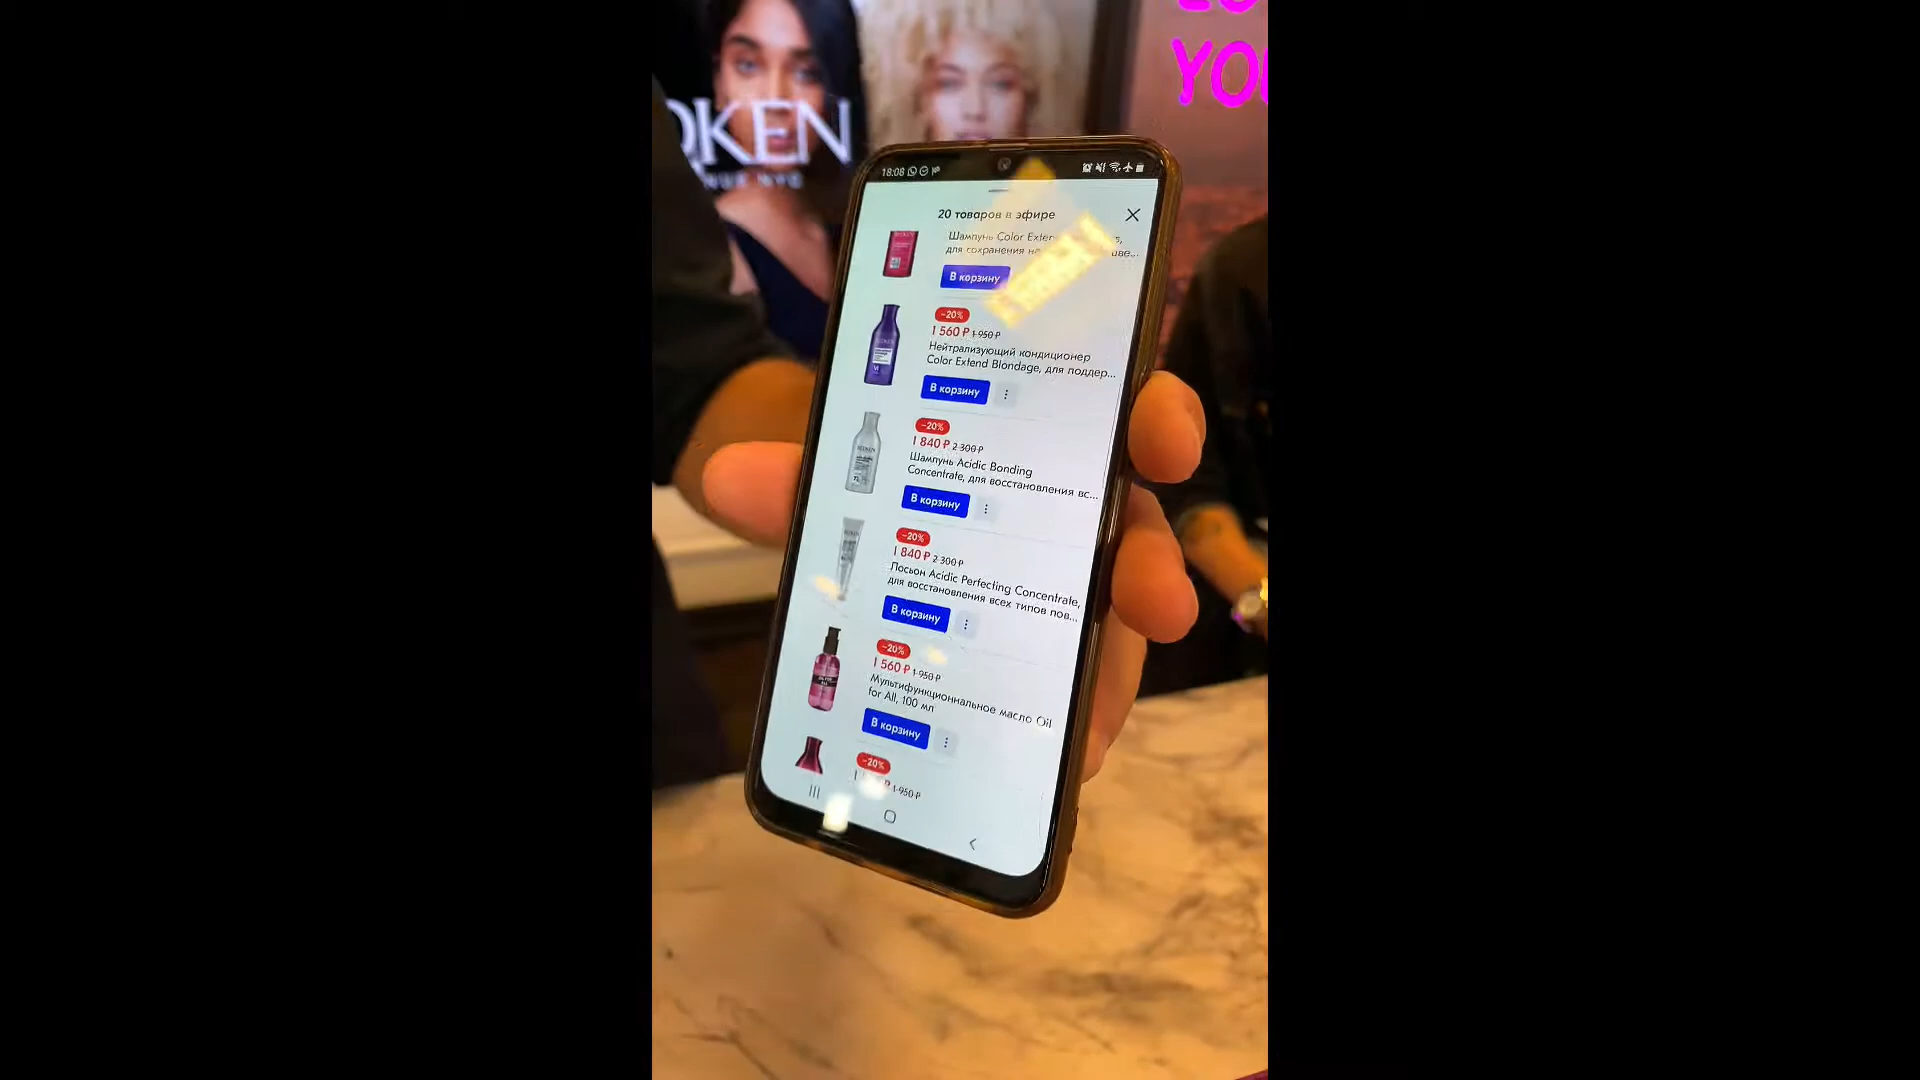 YOU
18:08
20 товаров в эфире
Шампунь Color Exten
для сохранения
В корзину
-20%
1 560 ₽ 1 950 ₽
Нейтрализующий кондиционер
Color Extend Blondage, для поддер...
В корзину
-20%
1 840 ₽ 2 300 ₽
Шампунь Acidic Bonding
Concentrate, для восстановления вс...
В корзину
-20%
1 840 ₽ 2 300 ₽
Лосьон Acidic Perfecting Concentrate,
для восстановления всех типов пов...
В корзину
-20%
1 560 ₽ 1 950 ₽
Мультифункциональное масло Oil
for All, 100 мл
В корзину
-20%
1 950 ₽